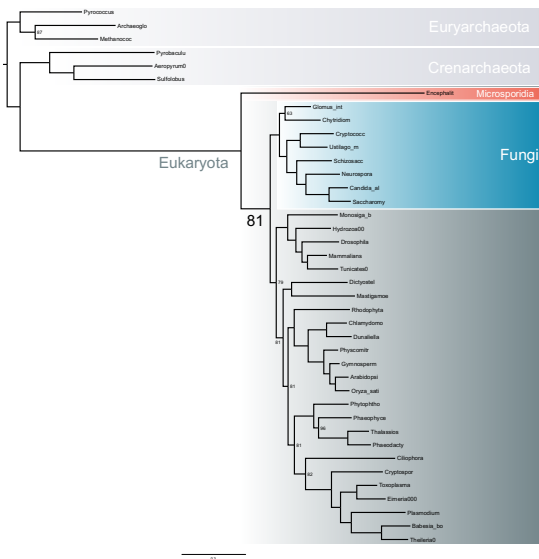 Pyrococcus
Euryarchaeota
Archaeoglo
97
Methanococ
Pyrobaculu
Crenarchaeota
Aeropyrum0
Sulfolobus
Encephalit
Microsporidia
Glomus_int
63
Chytridiom
Cryptococc
Ustilago_m
Fungi
Eukaryota
Schizosacc
Neurospora
Candida_al
Saccharomy
81
Monosiga_b
Hydrozoa00
Drosophila
Mammalians
Tunicates0
79
Dictyostel
Mastigamoe
Rhodophyta
Chlamydomo
81
Dunaliella
Physcomitr
Gymnosperm
Arabidopsi
81
Oryza_sati
Phytophtho
Phaeophyce
96
Thalassios
81
Phaeodacty
Ciliophora
92
Cryptospor
Toxoplasma
Eimeria000
Plasmodium
Babesia_bo
Theileria0